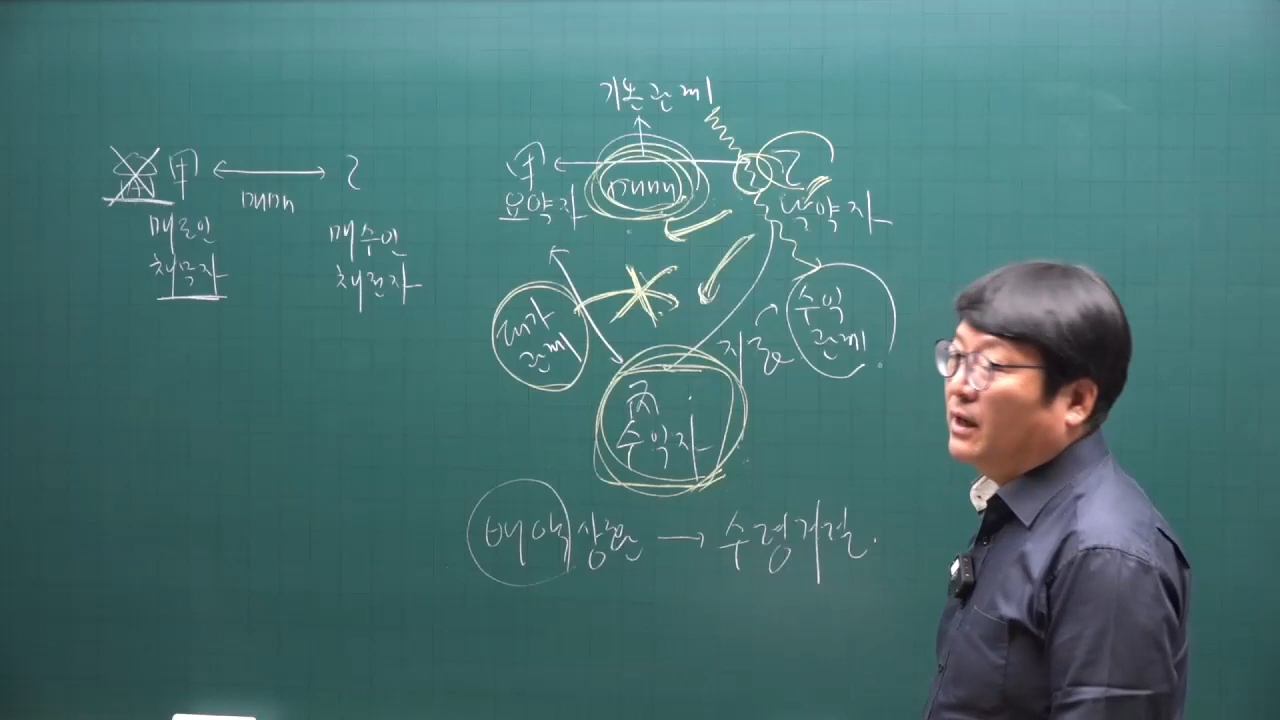 기본관계
甲 매매 乙
매도인 매수인
채무자 채권자
甲 매매 乙
요약자 낙약자
대가
관계
수익
관계
지급
丙
수익자
배액상환 → 수령거절.